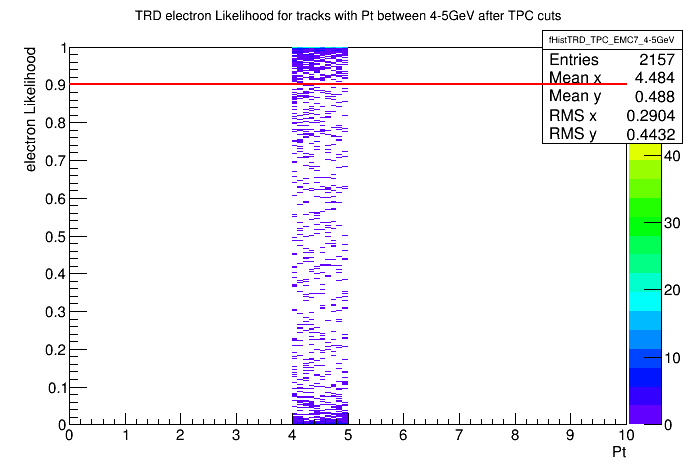 TRD electron Likelihood for tracks with Pt between 4-5GeV after TPC cuts
fHistTRD_TPC_EMC7_4-5GeV
Entries 2157
Mean x 4.484
Mean y 0.488
RMS x 0.2904
RMS y 0.4432
electron Likelihood
1
0.9
0.8
0.7
0.6
0.5
0.4
0.3
0.2
0.1
0
0 1 2 3 4 5 6 7 8 9 10
Pt
40
30
20
10
0